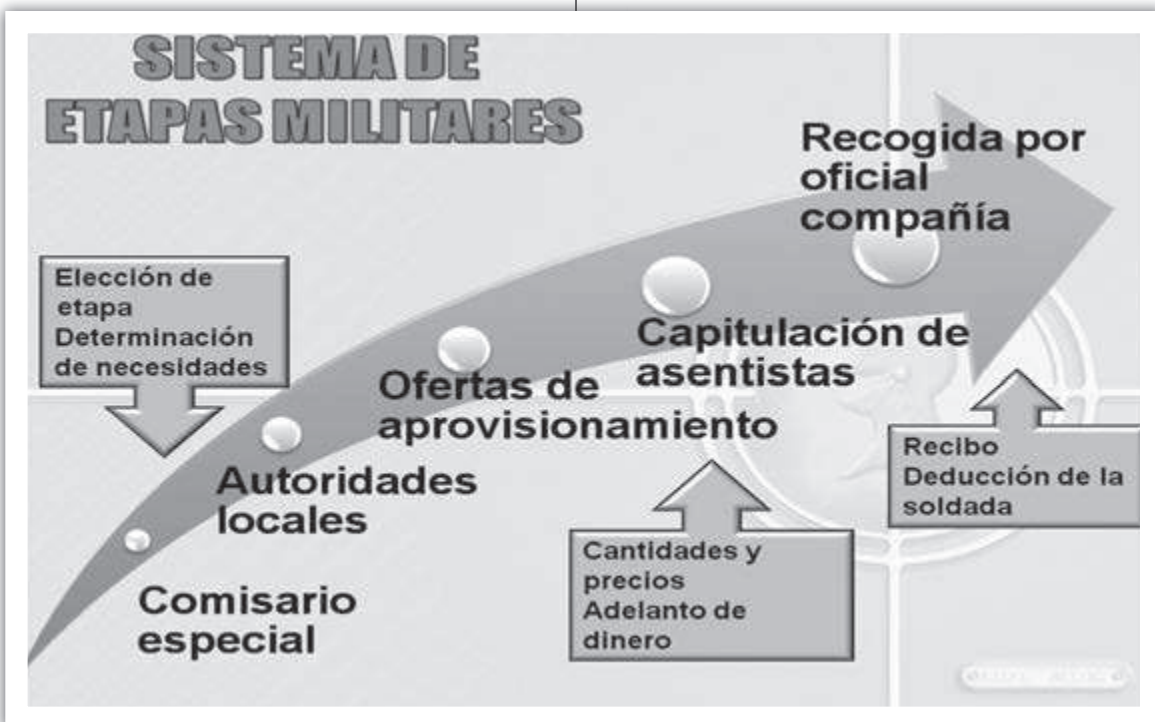 SISTEMA DE
ETAPAS MILITARES
Recogida por
oficial
compañía
Elección de
etapa
Determinación
de necesidades
Capitulación de
asentistas
Ofertas de
aprovisionamiento
Recibo
Deducción de la
soldada
Autoridades
locales
Cantidades y
precios
Adelanto de
dinero
Comisario
especial